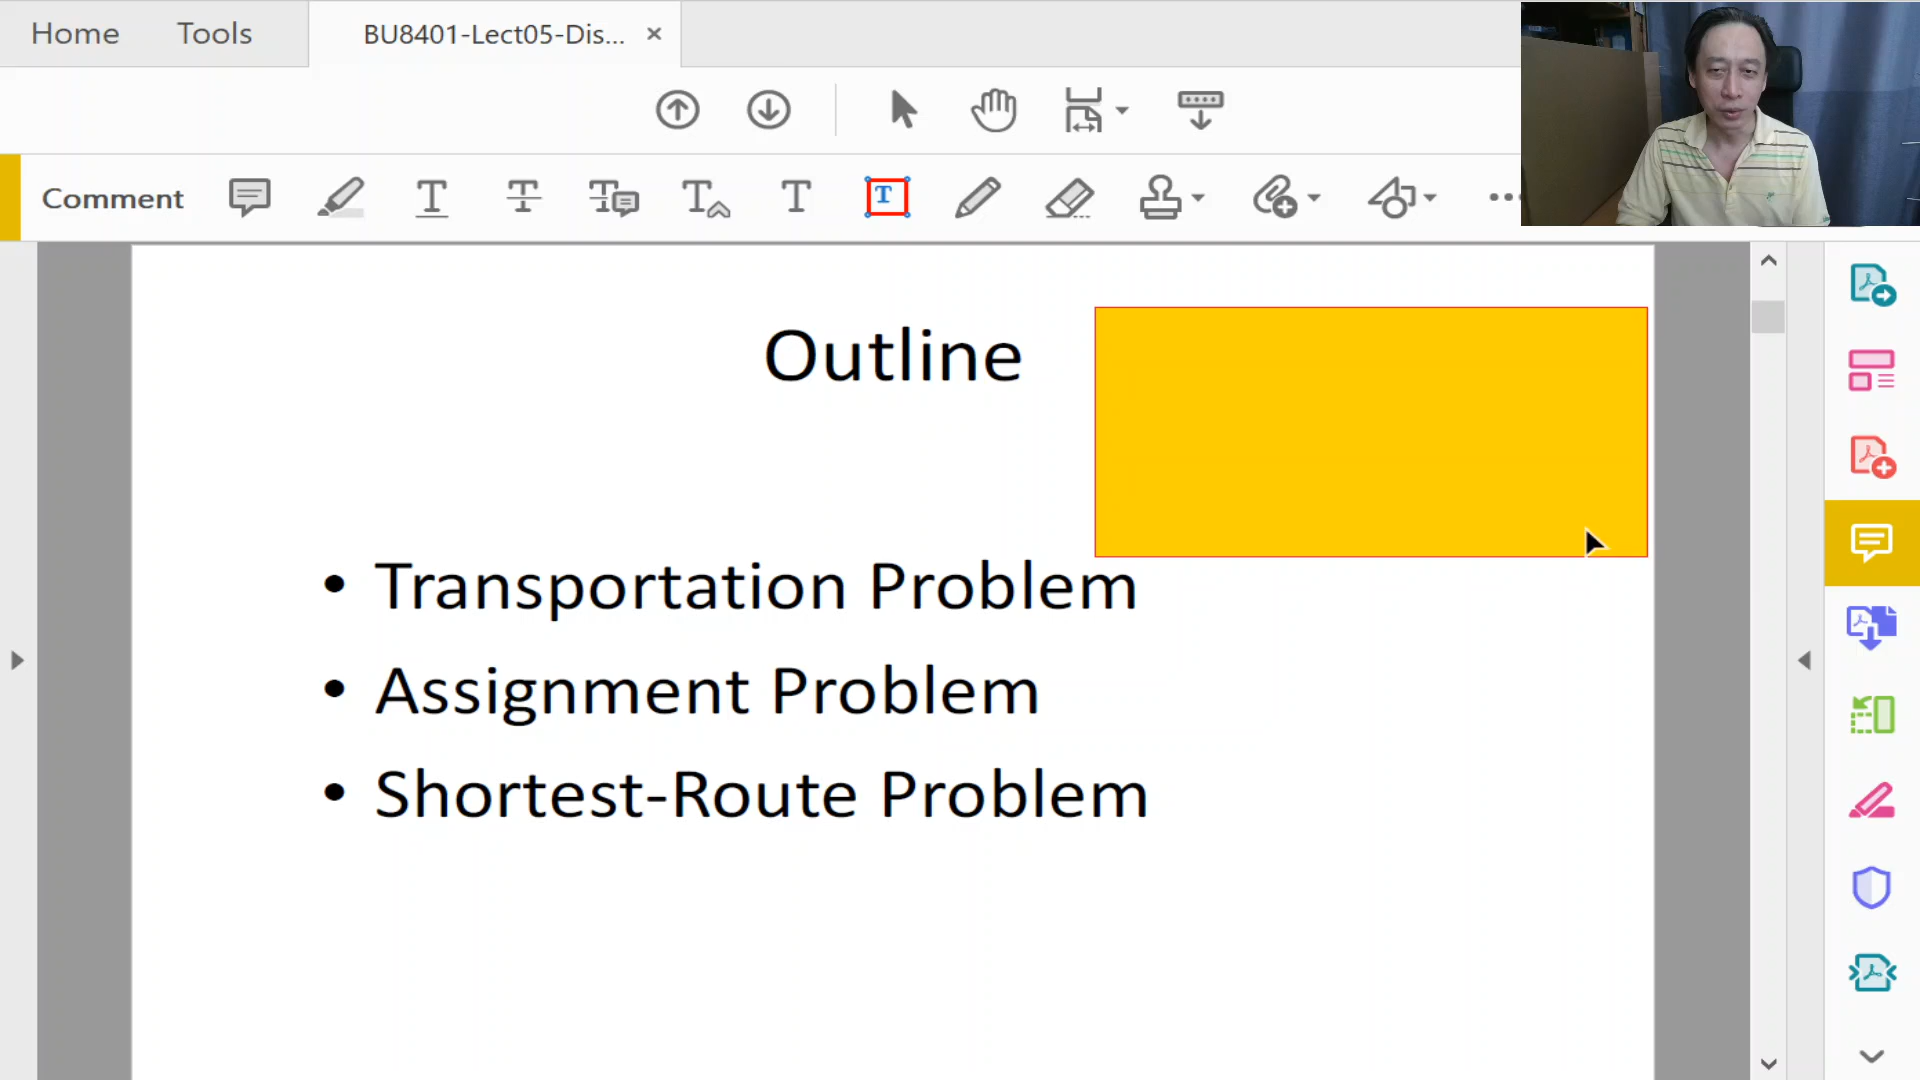 Home
Tools
BU8401-Lect05-Dis...
Comment
Outline
• Transportation Problem
• Assignment Problem
• Shortest-Route Problem